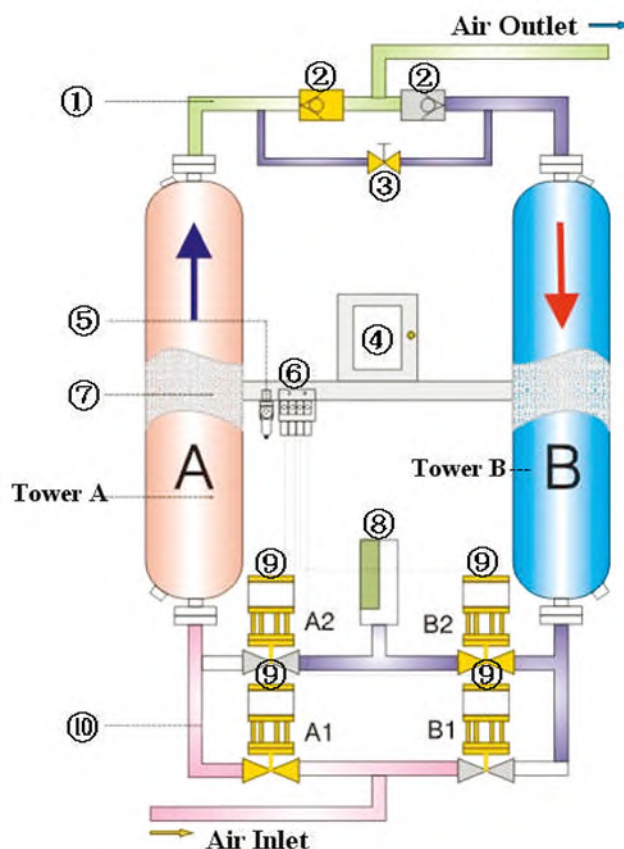 Air Outlet
② ②
①
③
⑤
④
⑥
⑦
A
Tower A
Tower B
B
⑧
⑨ ⑨
A2 B2
⑨ ⑨
⑩
A1 B1
Air Inlet